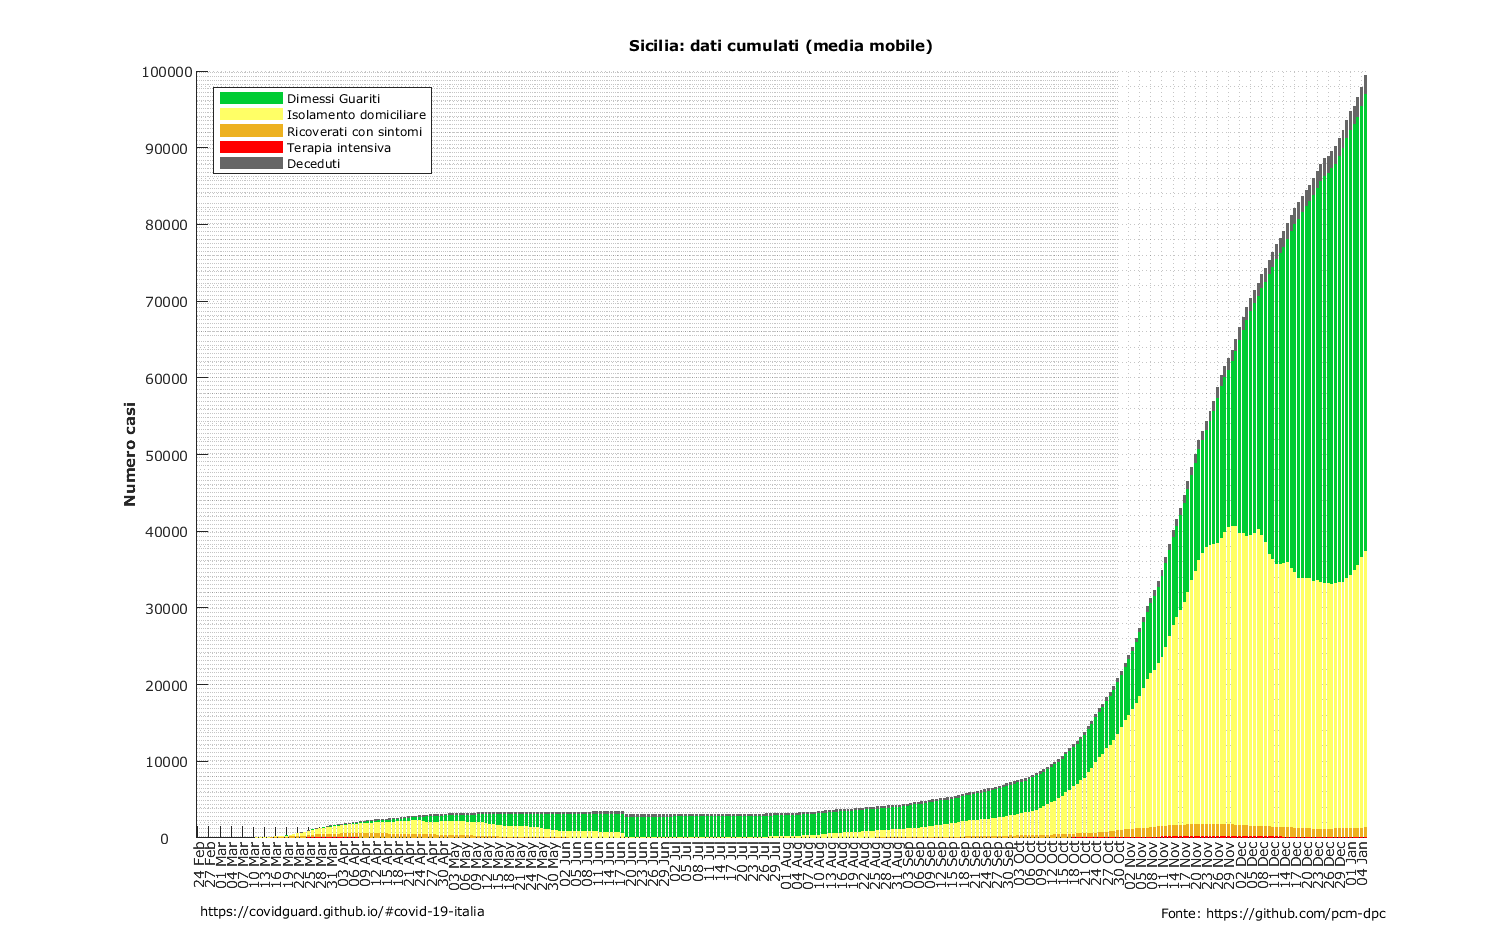 Sicilia: dati cumulati (media mobile)
100000
90000
80000
70000
60000
50000
40000
30000
20000
10000
0
Numero casi
Dimessi Guariti
Isolamento domiciliare
Ricoverati con sintomi
Terapia intensiva
Deceduti
24 Feb
27 Feb
01 Mar
04 Mar
07 Mar
10 Mar
13 Mar
16 Mar
19 Mar
22 Mar
25 Mar
28 Mar
31 Mar
03 Apr
06 Apr
09 Apr
12 Apr
15 Apr
18 Apr
21 Apr
24 Apr
27 Apr
30 Apr
03 May
06 May
09 May
12 May
15 May
18 May
21 May
24 May
27 May
30 May
02 Jun
05 Jun
08 Jun
11 Jun
14 Jun
17 Jun
20 Jun
23 Jun
26 Jun
29 Jun
02 Jul
05 Jul
08 Jul
11 Jul
14 Jul
17 Jul
20 Jul
23 Jul
26 Jul
29 Jul
01 Aug
04 Aug
07 Aug
10 Aug
13 Aug
16 Aug
19 Aug
22 Aug
25 Aug
28 Aug
31 Aug
03 Sep
06 Sep
09 Sep
12 Sep
15 Sep
18 Sep
21 Sep
24 Sep
27 Sep
30 Sep
03 Oct
06 Oct
09 Oct
12 Oct
15 Oct
18 Oct
21 Oct
24 Oct
27 Oct
30 Oct
02 Nov
05 Nov
08 Nov
11 Nov
14 Nov
17 Nov
20 Nov
23 Nov
26 Nov
29 Nov
02 Dec
05 Dec
08 Dec
11 Dec
14 Dec
17 Dec
20 Dec
23 Dec
26 Dec
29 Dec
01 Jan
04 Jan
https://covidguard.github.io/#covid-19-italia
Fonte: https://github.com/pcm-dpc